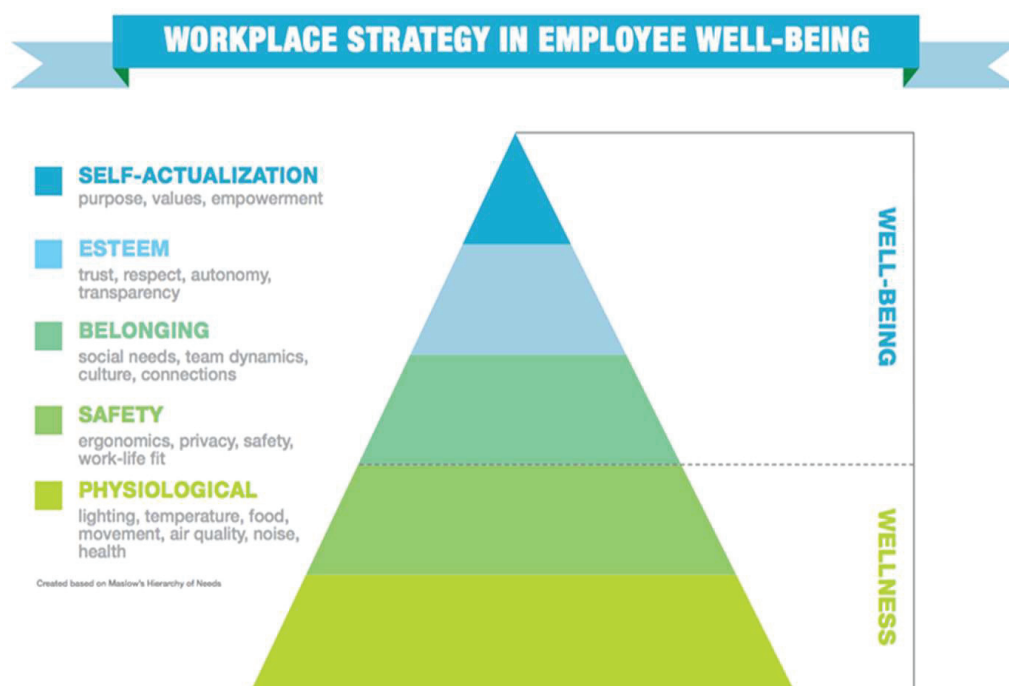 WORKPLACE STRATEGY IN EMPLOYEE WELL-BEING
SELF-ACTUALIZATION
purpose, values, empowerment
ESTEEM
trust, respect, autonomy,
transparency
BELONGING
social needs, team dynamics,
culture, connections
SAFETY
ergonomics, privacy, safety,
work-life fit
PHYSIOLOGICAL
lighting, temperature, food,
movement, air quality, noise,
health
Created based on Maslow's Hierarchy of Needs
WELL-BEING
WELLNESS